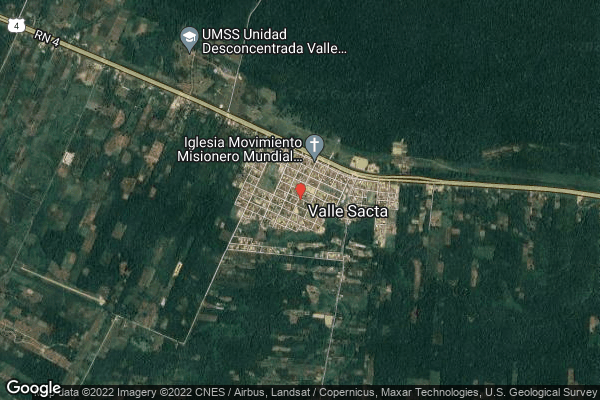 4
RN 4
UMSS Unidad
Desconcentrada Valle...
Iglesia Movimiento
Misionero Mundial...
Valle Sacta
Google
data ©2022 Imagery ©2022 CNES / Airbus, Landsat / Copernicus, Maxar Technologies, U.S. Geological Survey